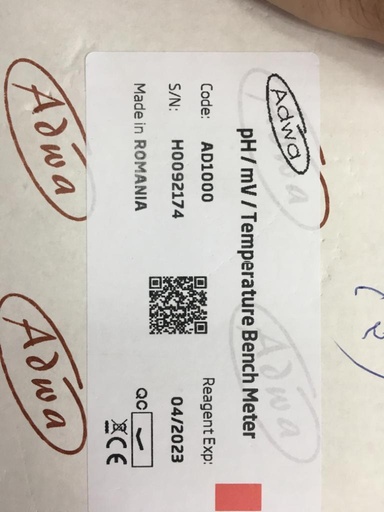 Adwa
pH / mV / Temperature Bench Meter
Code: AD1000
Reagent Exp:
S/N: H0092174
04/2023
Made in ROMANIA
QC
CE
Adwa
Adwa